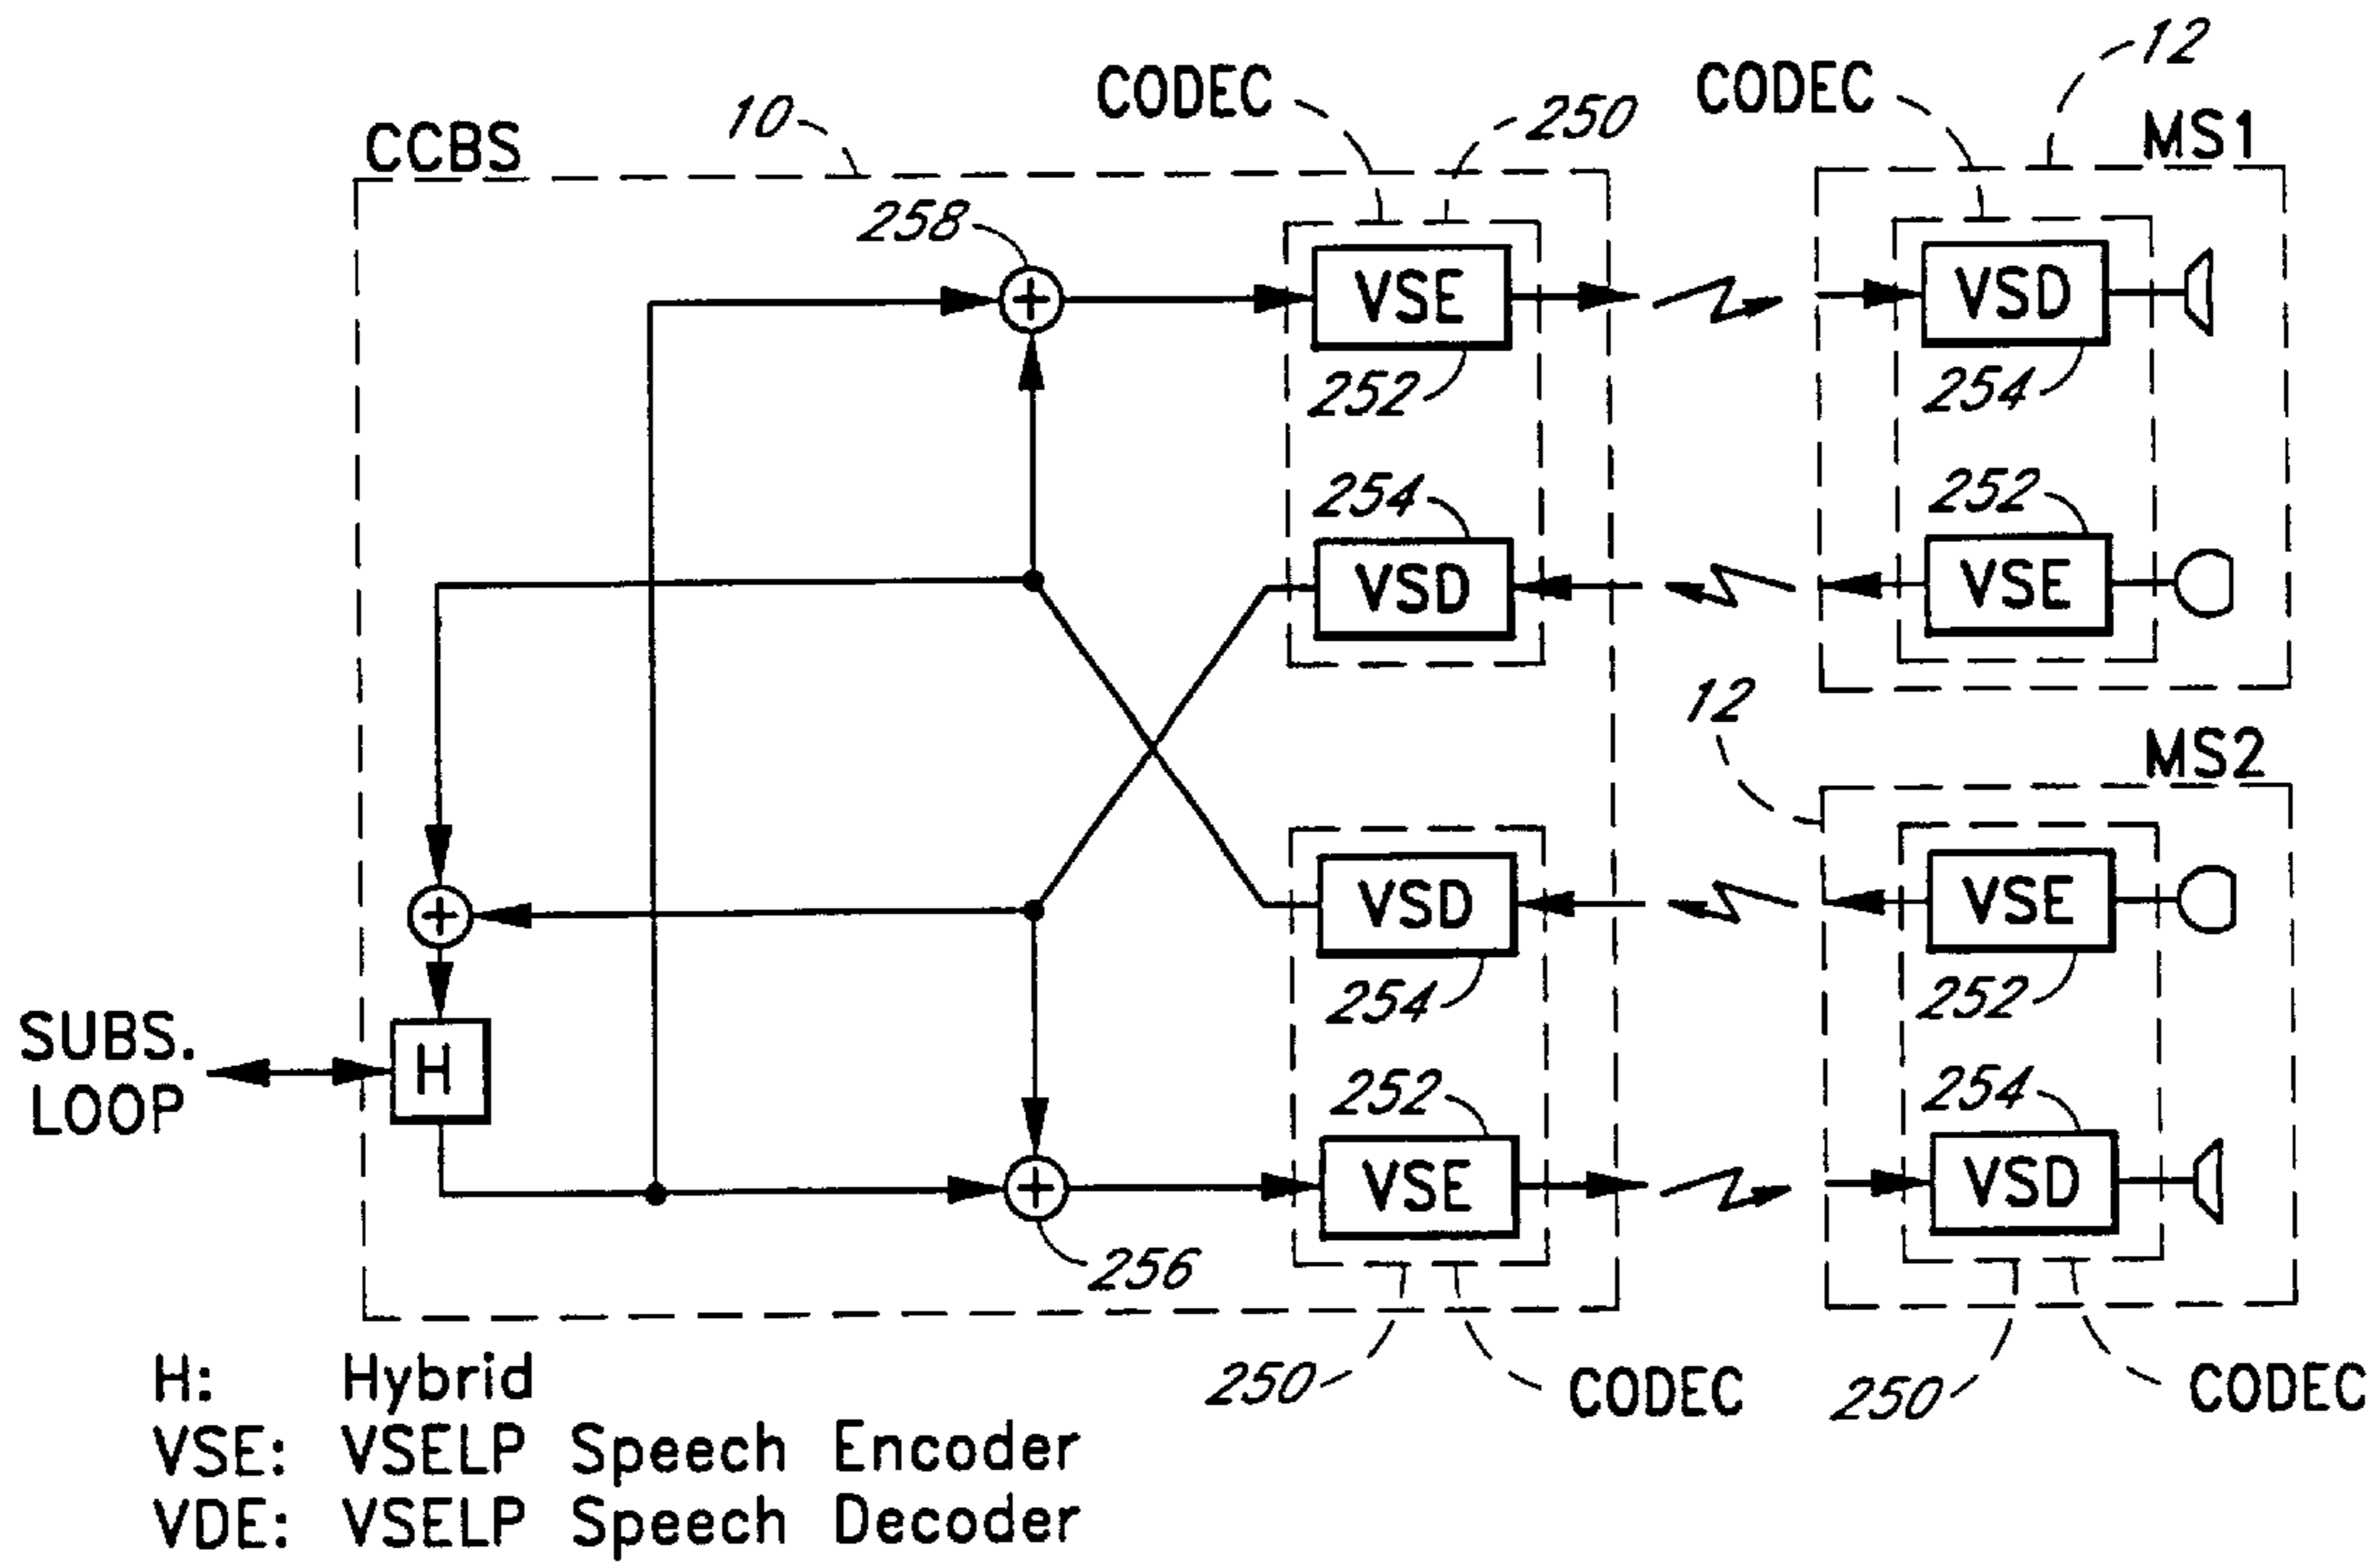 12
CODEC
CODEC
10
250
CCBS
MS1
258
VSE
VSD
252
254
254
252
VSD
VSE
12
MS2
VSD
VSE
254
252
SUBS.
LOOP
H
252
254
VSE
VSD
256
250
CODEC
250
CODEC
H: Hybrid
VSE: VSELP Speech Encoder
VDE: VSELP Speech Decoder